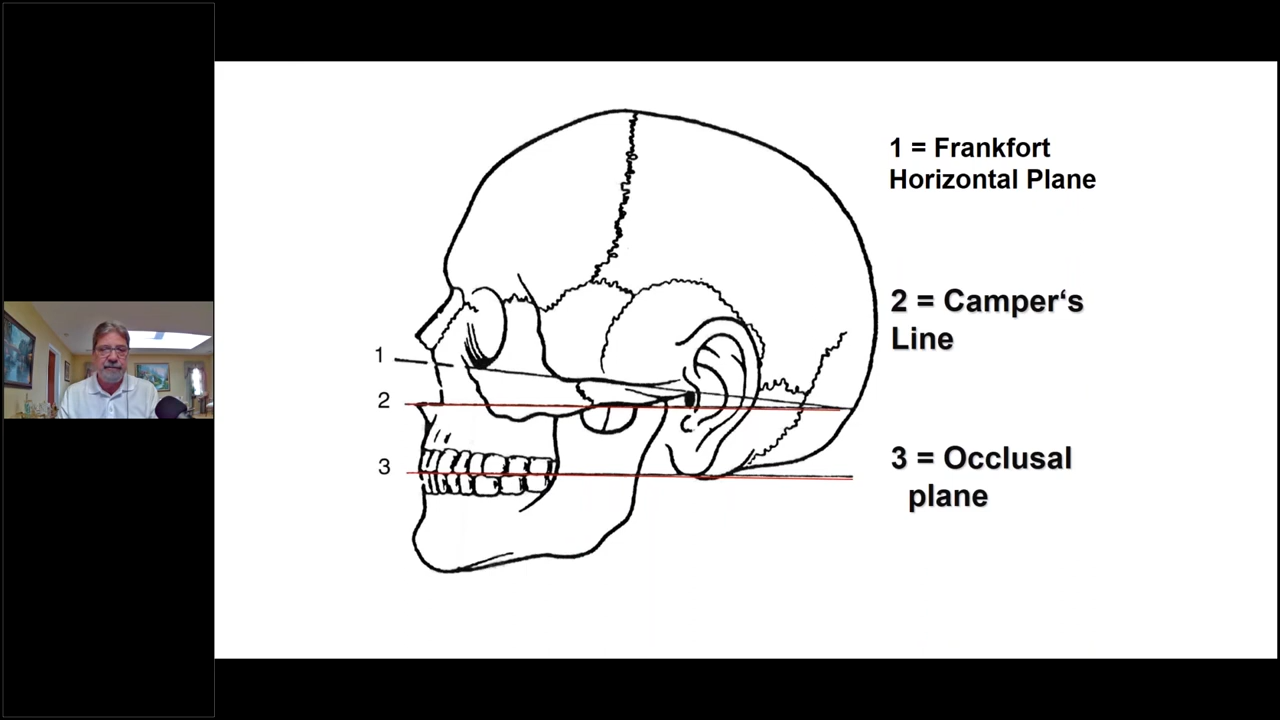 1 = Frankfort
Horizontal Plane
2 = Camper‘s
Line
3 = Occlusal
plane
1
2
3